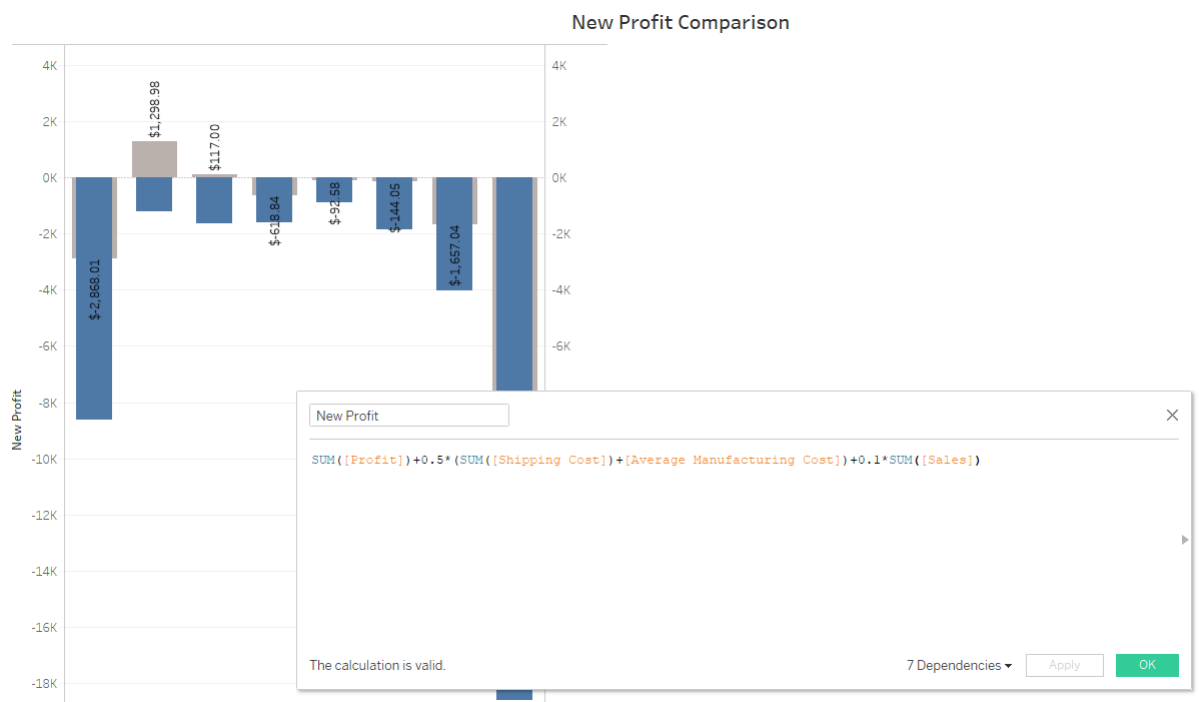 New Profit Comparison
4K
2K
0K
-2K
-4K
-6K
-8K
-10K
-12K
-14K
-16K
-18K
New Profit
$-2,868.01
$1,298.98
$117.00
$-618.84
$-92.58
$-144.05
$-1,657.04
4K
2K
0K
-2K
-4K
-6K
New Profit
SUM([Profit])+0.5*(SUM([Shipping Cost])+[Average Manufacturing Cost])+0.1*SUM([Sales])
The calculation is valid.
7 Dependencies
Apply
OK